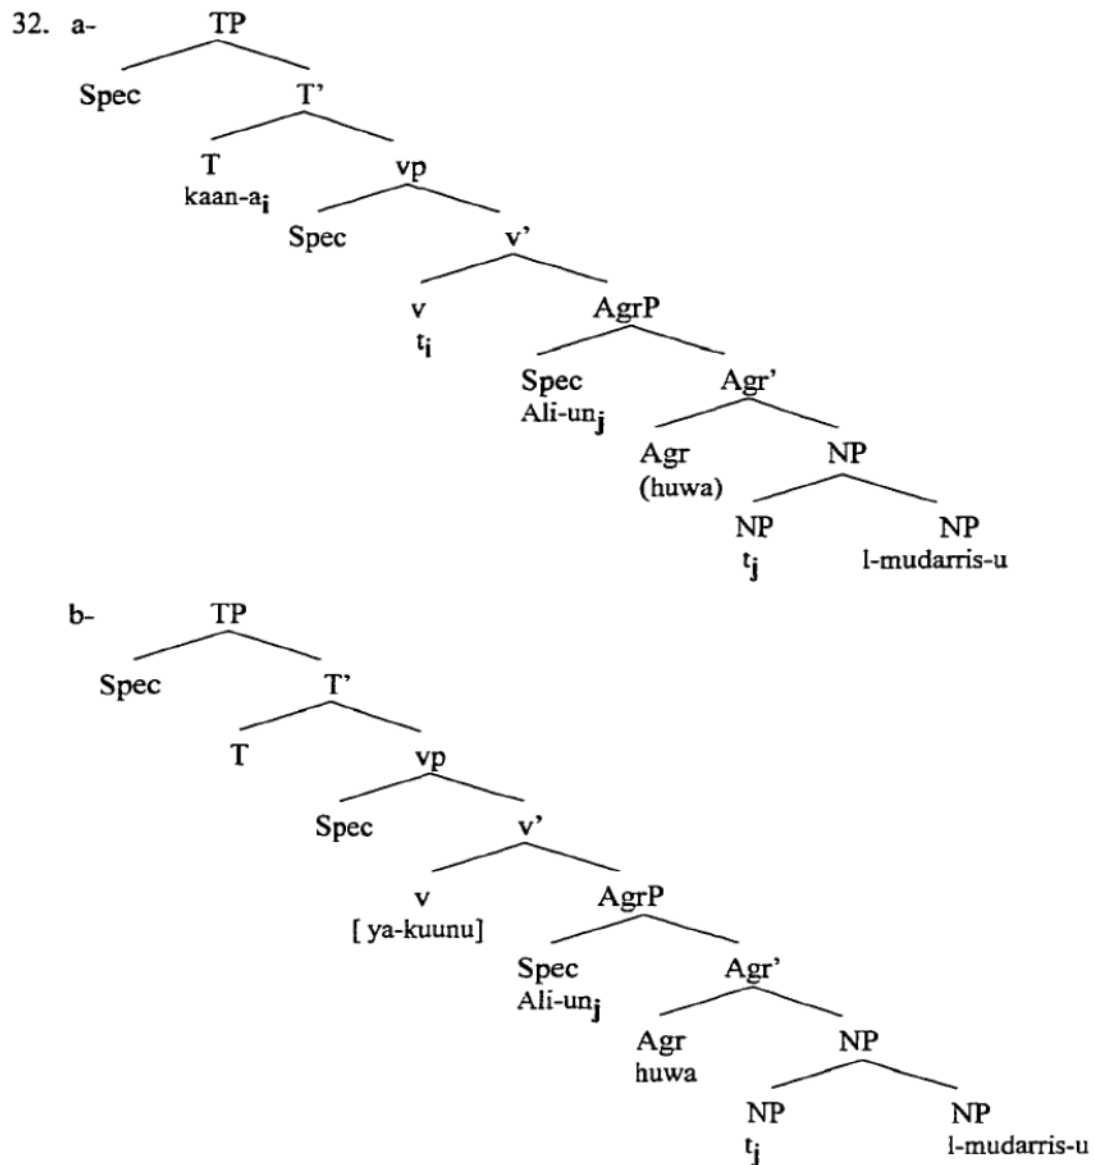 32. a- TP
Spec T'
T vp
kaan-ai Spec v'
v AgrP
ti Spec Agr'
Ali-unj Agr NP
(huwa) NP NP
tj l-mudarris-u
b- TP
Spec T'
T vp
Spec v'
v AgrP
[ ya-kuunu] Spec Agr'
Ali-unj Agr NP
huwa NP NP
tj l-mudarris-u